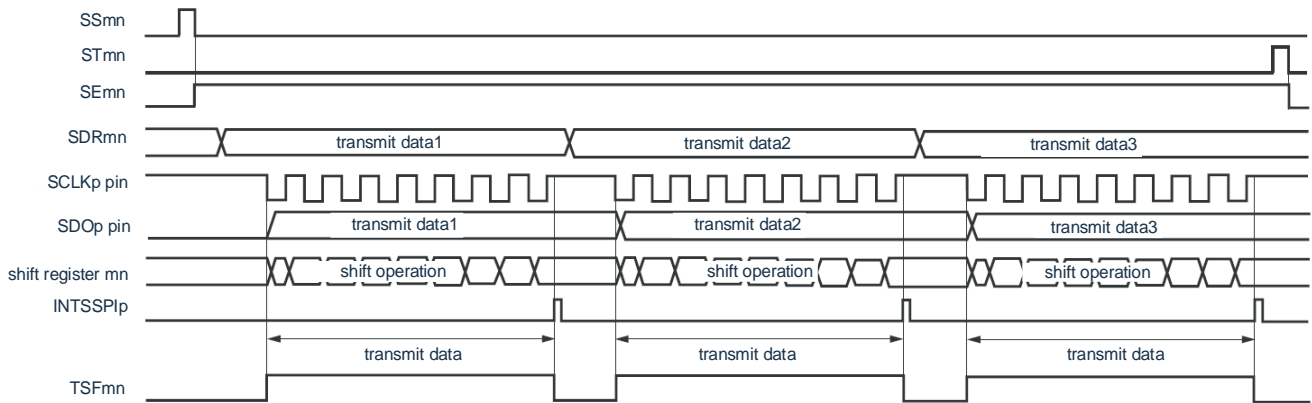 SSmn
STmn
SEmn
SDRmn transmit data1 transmit data2 transmit data3
SCLKp pin
SDOp pin transmit data1 transmit data2 transmit data3
shift register mn shift operation shift operation shift operation
INTSSPIp
transmit data transmit data transmit data
TSFmn